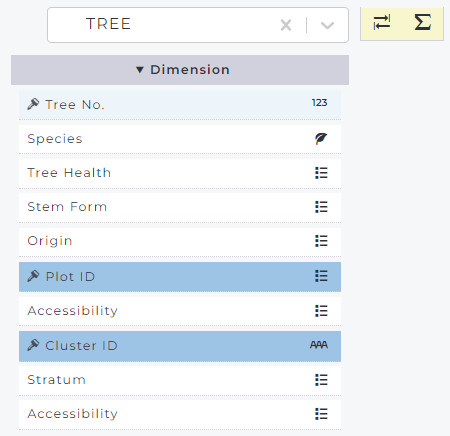 TREE
▼ Dimension
Tree No. 123
Species
Tree Health
Stem Form
Origin
Plot ID
Accessibility
Cluster ID AAA
Stratum
Accessibility